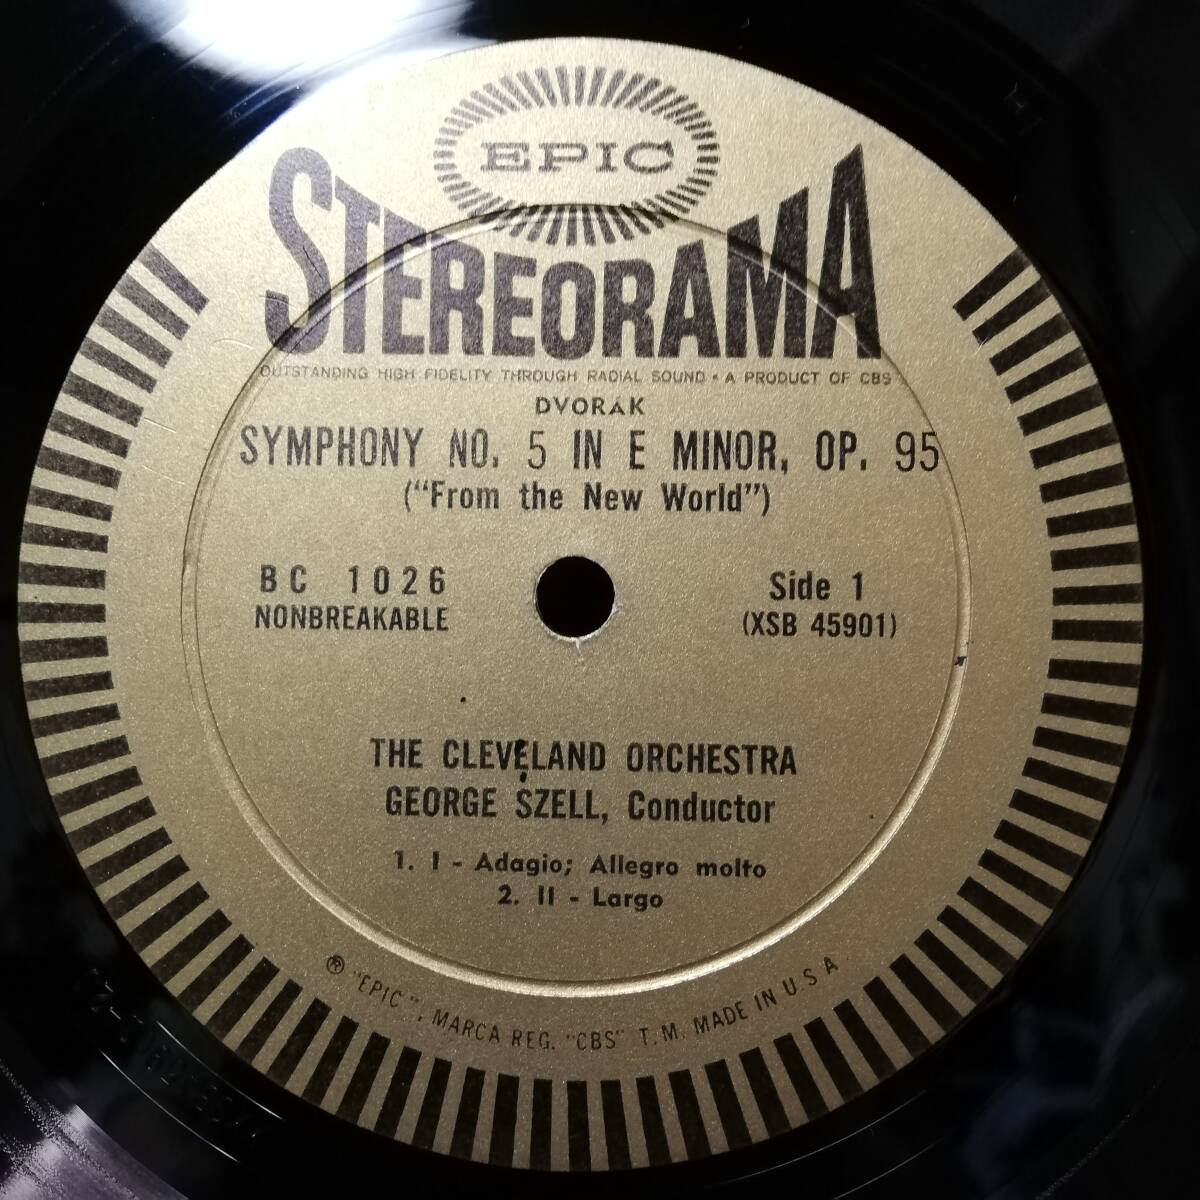 EPIC
STEREORAMA
OUTSTANDING HIGH FIDELITY THROUGH RADIAL SOUND • A PRODUCT OF CBS
DVOŘÁK
SYMPHONY NO. 5 IN E MINOR, OP. 95
("From the New World")
BC 1026
NONBREAKABLE
Side 1
(XSB 45901)
THE CLEVELAND ORCHESTRA
GEORGE SZELL, Conductor
1. I - Adagio; Allegro molto
2. II - Largo
® "EPIC", MARCA REG. "CBS" T.M. MADE IN U S A